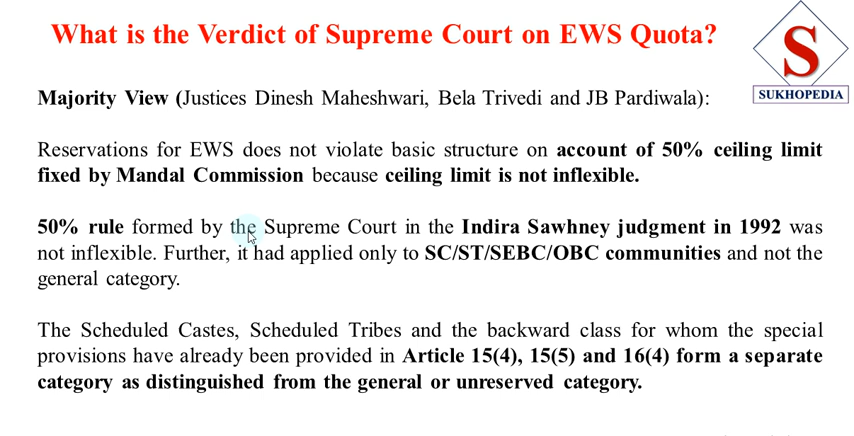 What is the Verdict of Supreme Court on EWS Quota?
S
SUKHOPEDIA
Majority View (Justices Dinesh Maheshwari, Bela Trivedi and JB Pardiwala):
Reservations for EWS does not violate basic structure on account of 50% ceiling limit
fixed by Mandal Commission because ceiling limit is not inflexible.
50% rule formed by the Supreme Court in the Indira Sawhney judgment in 1992 was
not inflexible. Further, it had applied only to SC/ST/SEBC/OBC communities and not the
general category.
The Scheduled Castes, Scheduled Tribes and the backward class for whom the special
provisions have already been provided in Article 15(4), 15(5) and 16(4) form a separate
category as distinguished from the general or unreserved category.